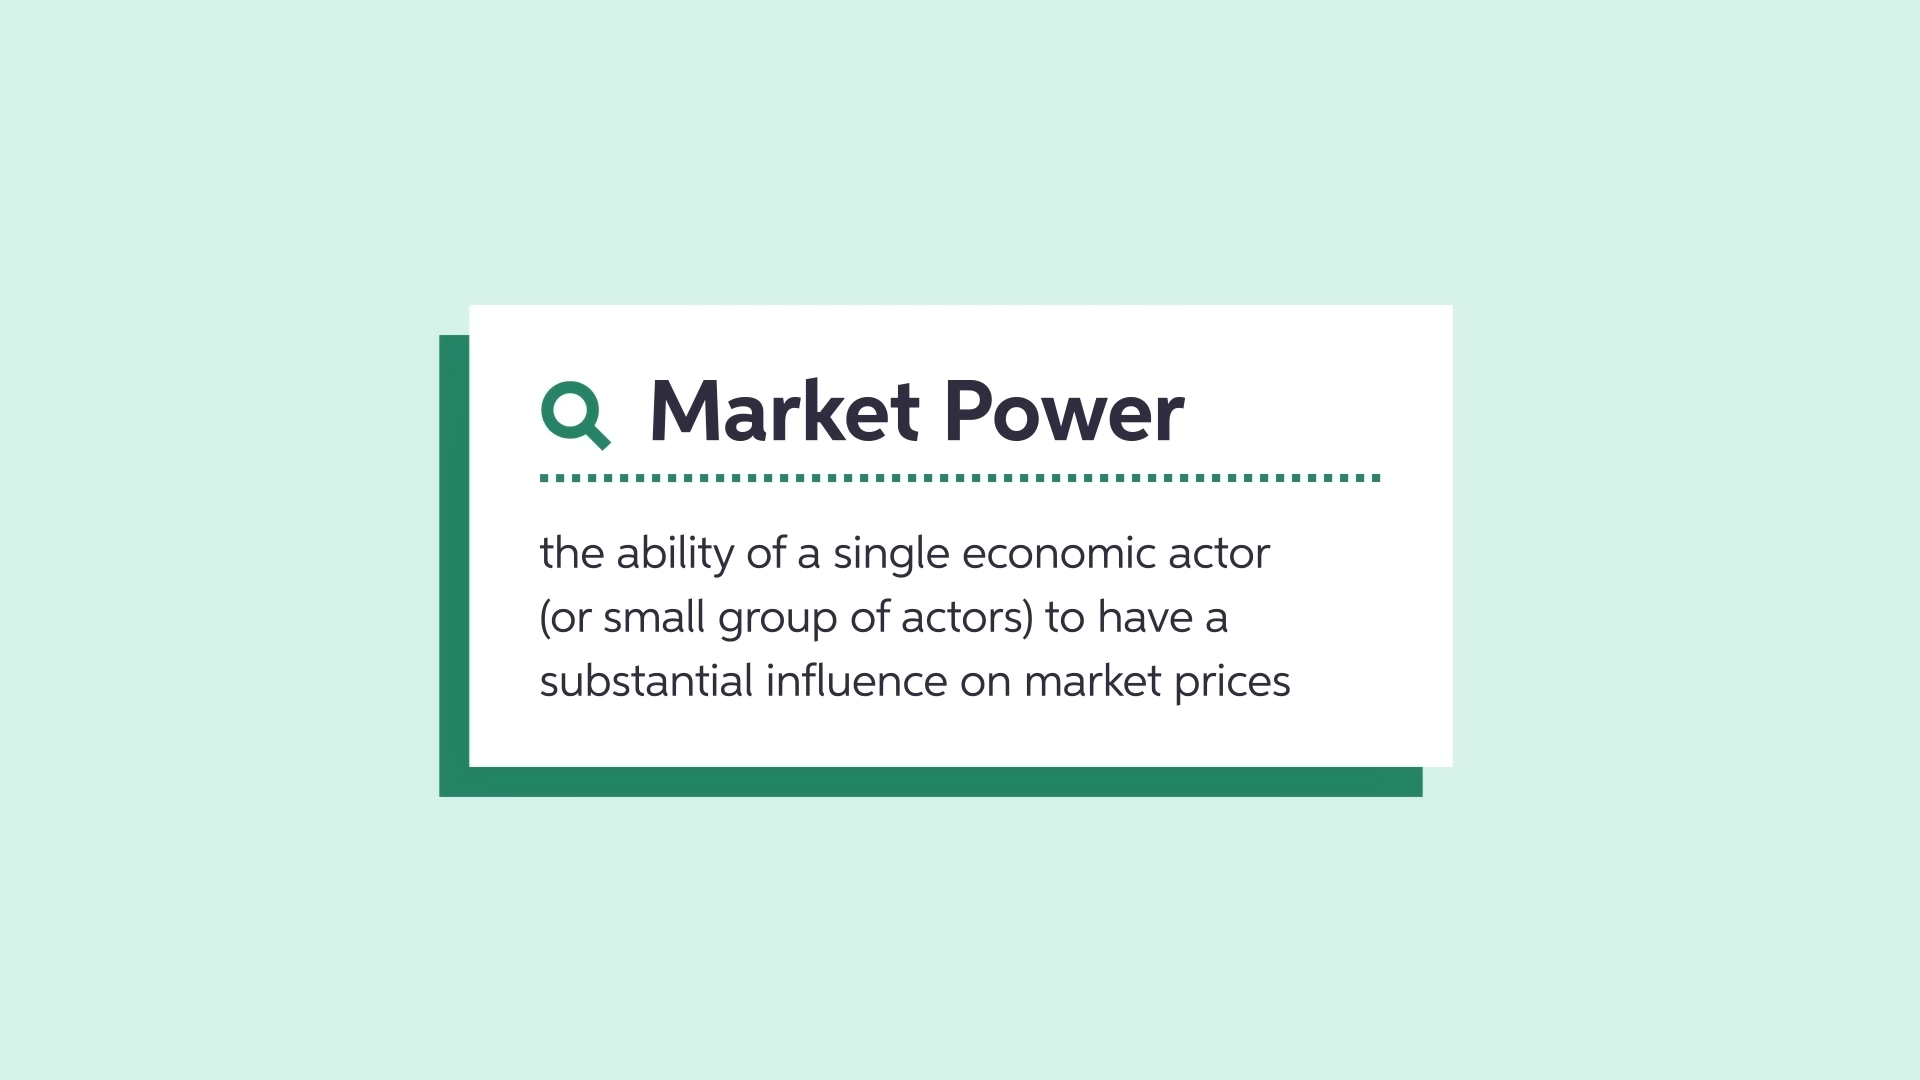 Market Power
the ability of a single economic actor
(or small group of actors) to have a
substantial influence on market prices